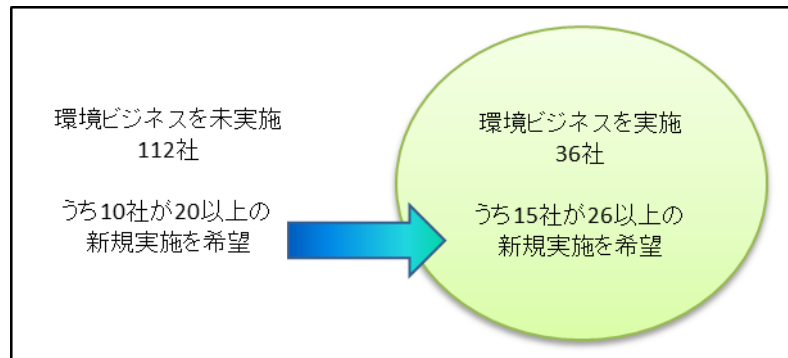 環境ビジネスを未実施
112社
うち10社が20以上の
新規実施を希望
環境ビジネスを実施
36社
うち15社が26以上の
新規実施を希望